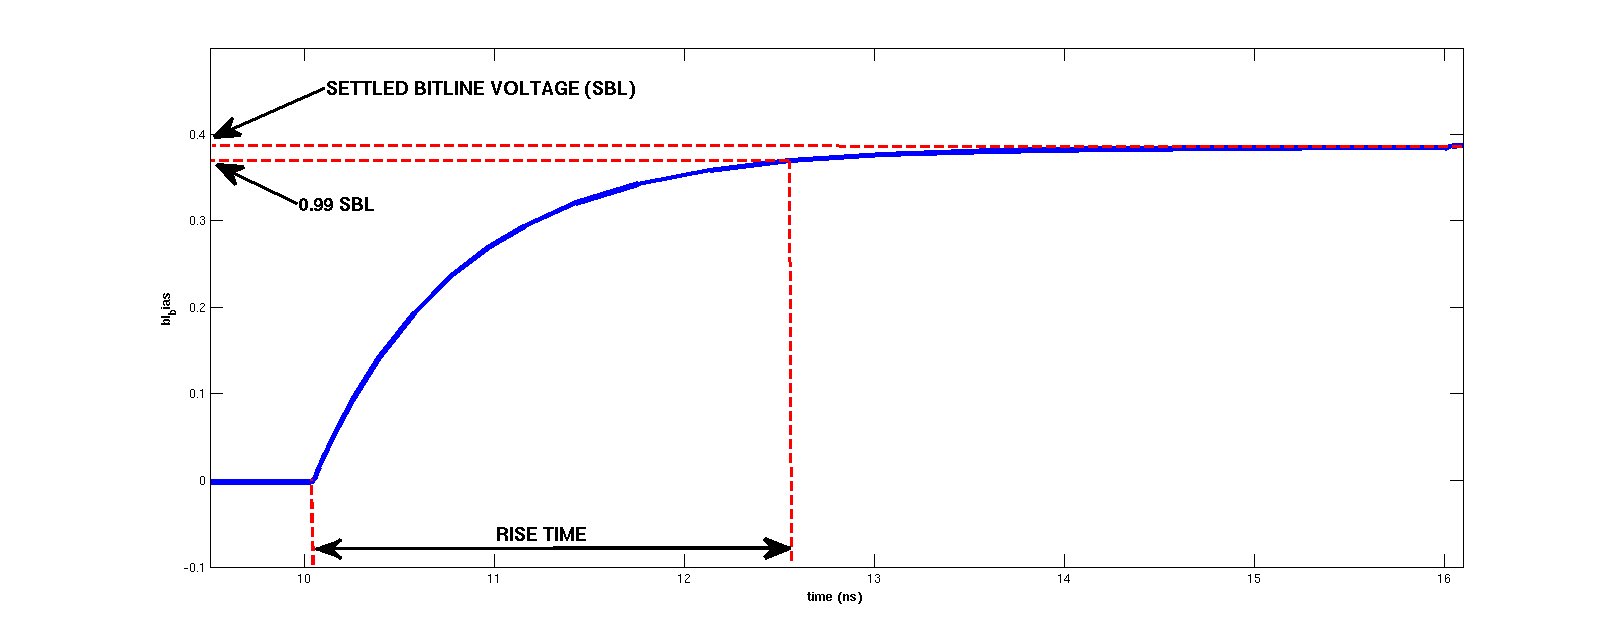 SETTLED BITLINE VOLTAGE (SBL)
0.4
0.99 SBL
0.3
0.2
bl_bias
0.1
0
RISE TIME
-0.1
10 11 12 13 14 15 16
time (ns)